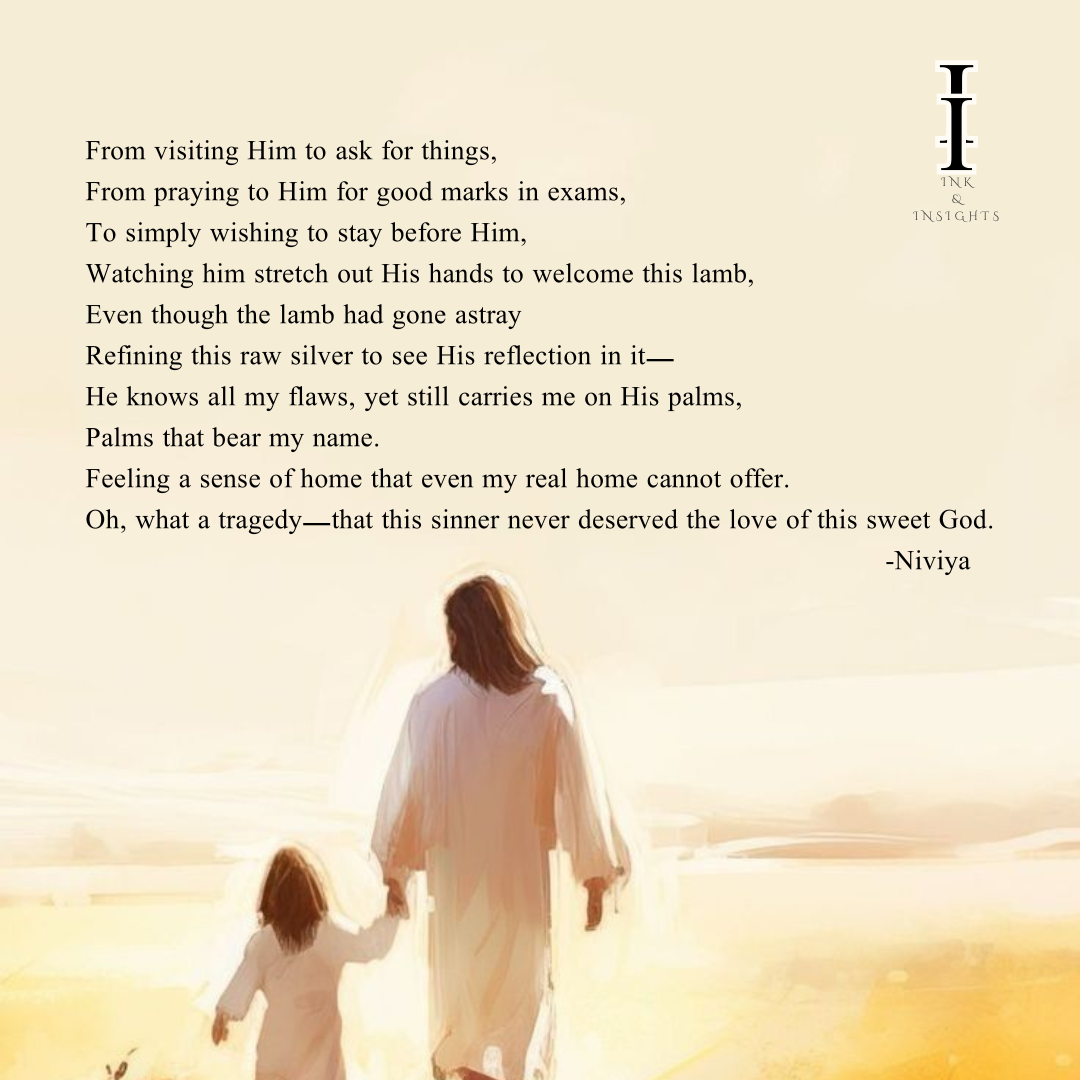 I
I
INK
&
INSIGHTS
From visiting Him to ask for things,
From praying to Him for good marks in exams,
To simply wishing to stay before Him,
Watching him stretch out His hands to welcome this lamb,
Even though the lamb had gone astray
Refining this raw silver to see His reflection in it—
He knows all my flaws, yet still carries me on His palms,
Palms that bear my name.
Feeling a sense of home that even my real home cannot offer.
Oh, what a tragedy—that this sinner never deserved the love of this sweet God.
-Niviya